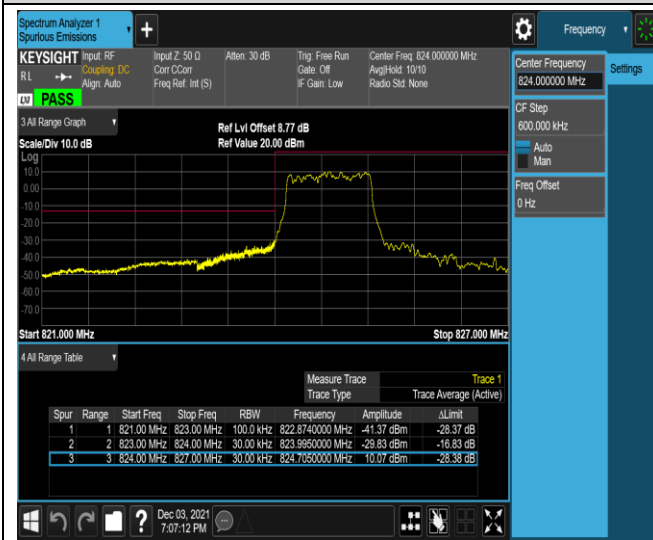 Spectrum Analyzer 1
Spurious Emissions
Frequency
KEYSIGHT
RL
LXI
PASS
Input: RF
Coupling: DC
Align: Auto
Input Z: 50 Ω
Corr CCorr
Freq Ref: Int (S)
Atten: 30 dB
Trig: Free Run
Gate: Off
IF Gain: Low
Center Freq: 824.000000 MHz
Avg|Hold: 10/10
Radio Std: None
Center Frequency
824.000000 MHz
Settings
CF Step
600.000 kHz
Auto
Man
Freq Offset
0 Hz
3 All Range Graph
Scale/Div 10.0 dB
Ref Lvl Offset 8.77 dB
Ref Value 20.00 dBm
Log
10.0
0.00
-10.0
-20.0
-30.0
-40.0
-50.0
-60.0
-70.0
Start 821.000 MHz
Stop 827.000 MHz
4 All Range Table
Measure Trace Trace 1
Trace Type Trace Average (Active)
Spur Range Start Freq Stop Freq RBW Frequency Amplitude ΔLimit
1 1 821.00 MHz 823.00 MHz 100.0 kHz 822.8740000 MHz -41.37 dBm -28.37 dB
2 2 823.00 MHz 824.00 MHz 30.00 kHz 823.9950000 MHz -29.83 dBm -16.83 dB
3 3 824.00 MHz 827.00 MHz 30.00 kHz 824.7050000 MHz 10.07 dBm -28.38 dB
Dec 03, 2021
7:07:12 PM